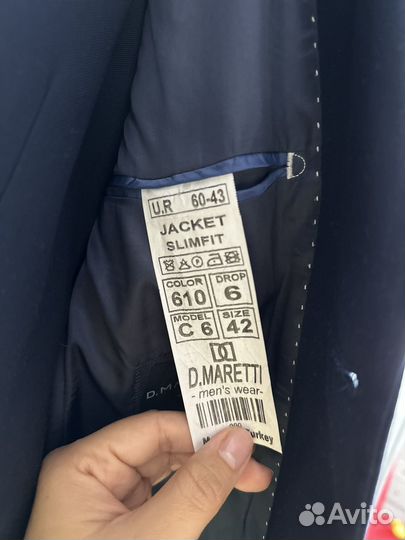 U.R 60-43
JACKET
SLIMFIT
COLOR DROP
610 6
MODEL SIZE
C 6 42
D.MARETTI
- men's wear-
Turkey
D.MA
Avito